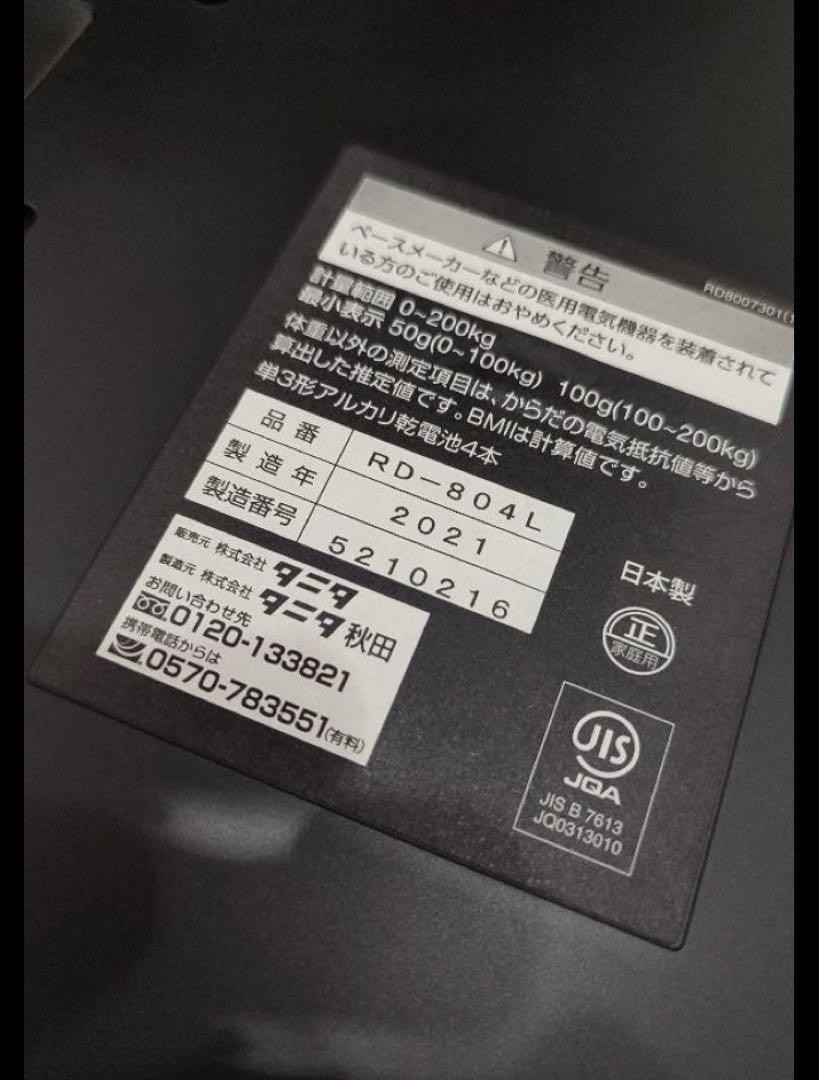 警告
RD8007301(1
ペースメーカーなどの医用電気機器を装着されて
いる方のご使用はおやめください。
計量範囲 0~200kg
最小表示 50g(0~100kg) 100g(100~200kg)
体重以外の測定項目は、からだの電気抵抗値等から
算出した推定値です。BMIは計算値です。
単3形アルカリ乾電池4本
品番 RD-804L
製造年 2021
製造番号 5210216
販売元 株式会社 タニタ
製造元 株式会社 タニタ秋田
お問い合わせ先
0120-133821
携帯電話からは
0570-783551(有料)
日本製
正
家庭用
JIS
JQA
JIS B 7613
JQ0313010